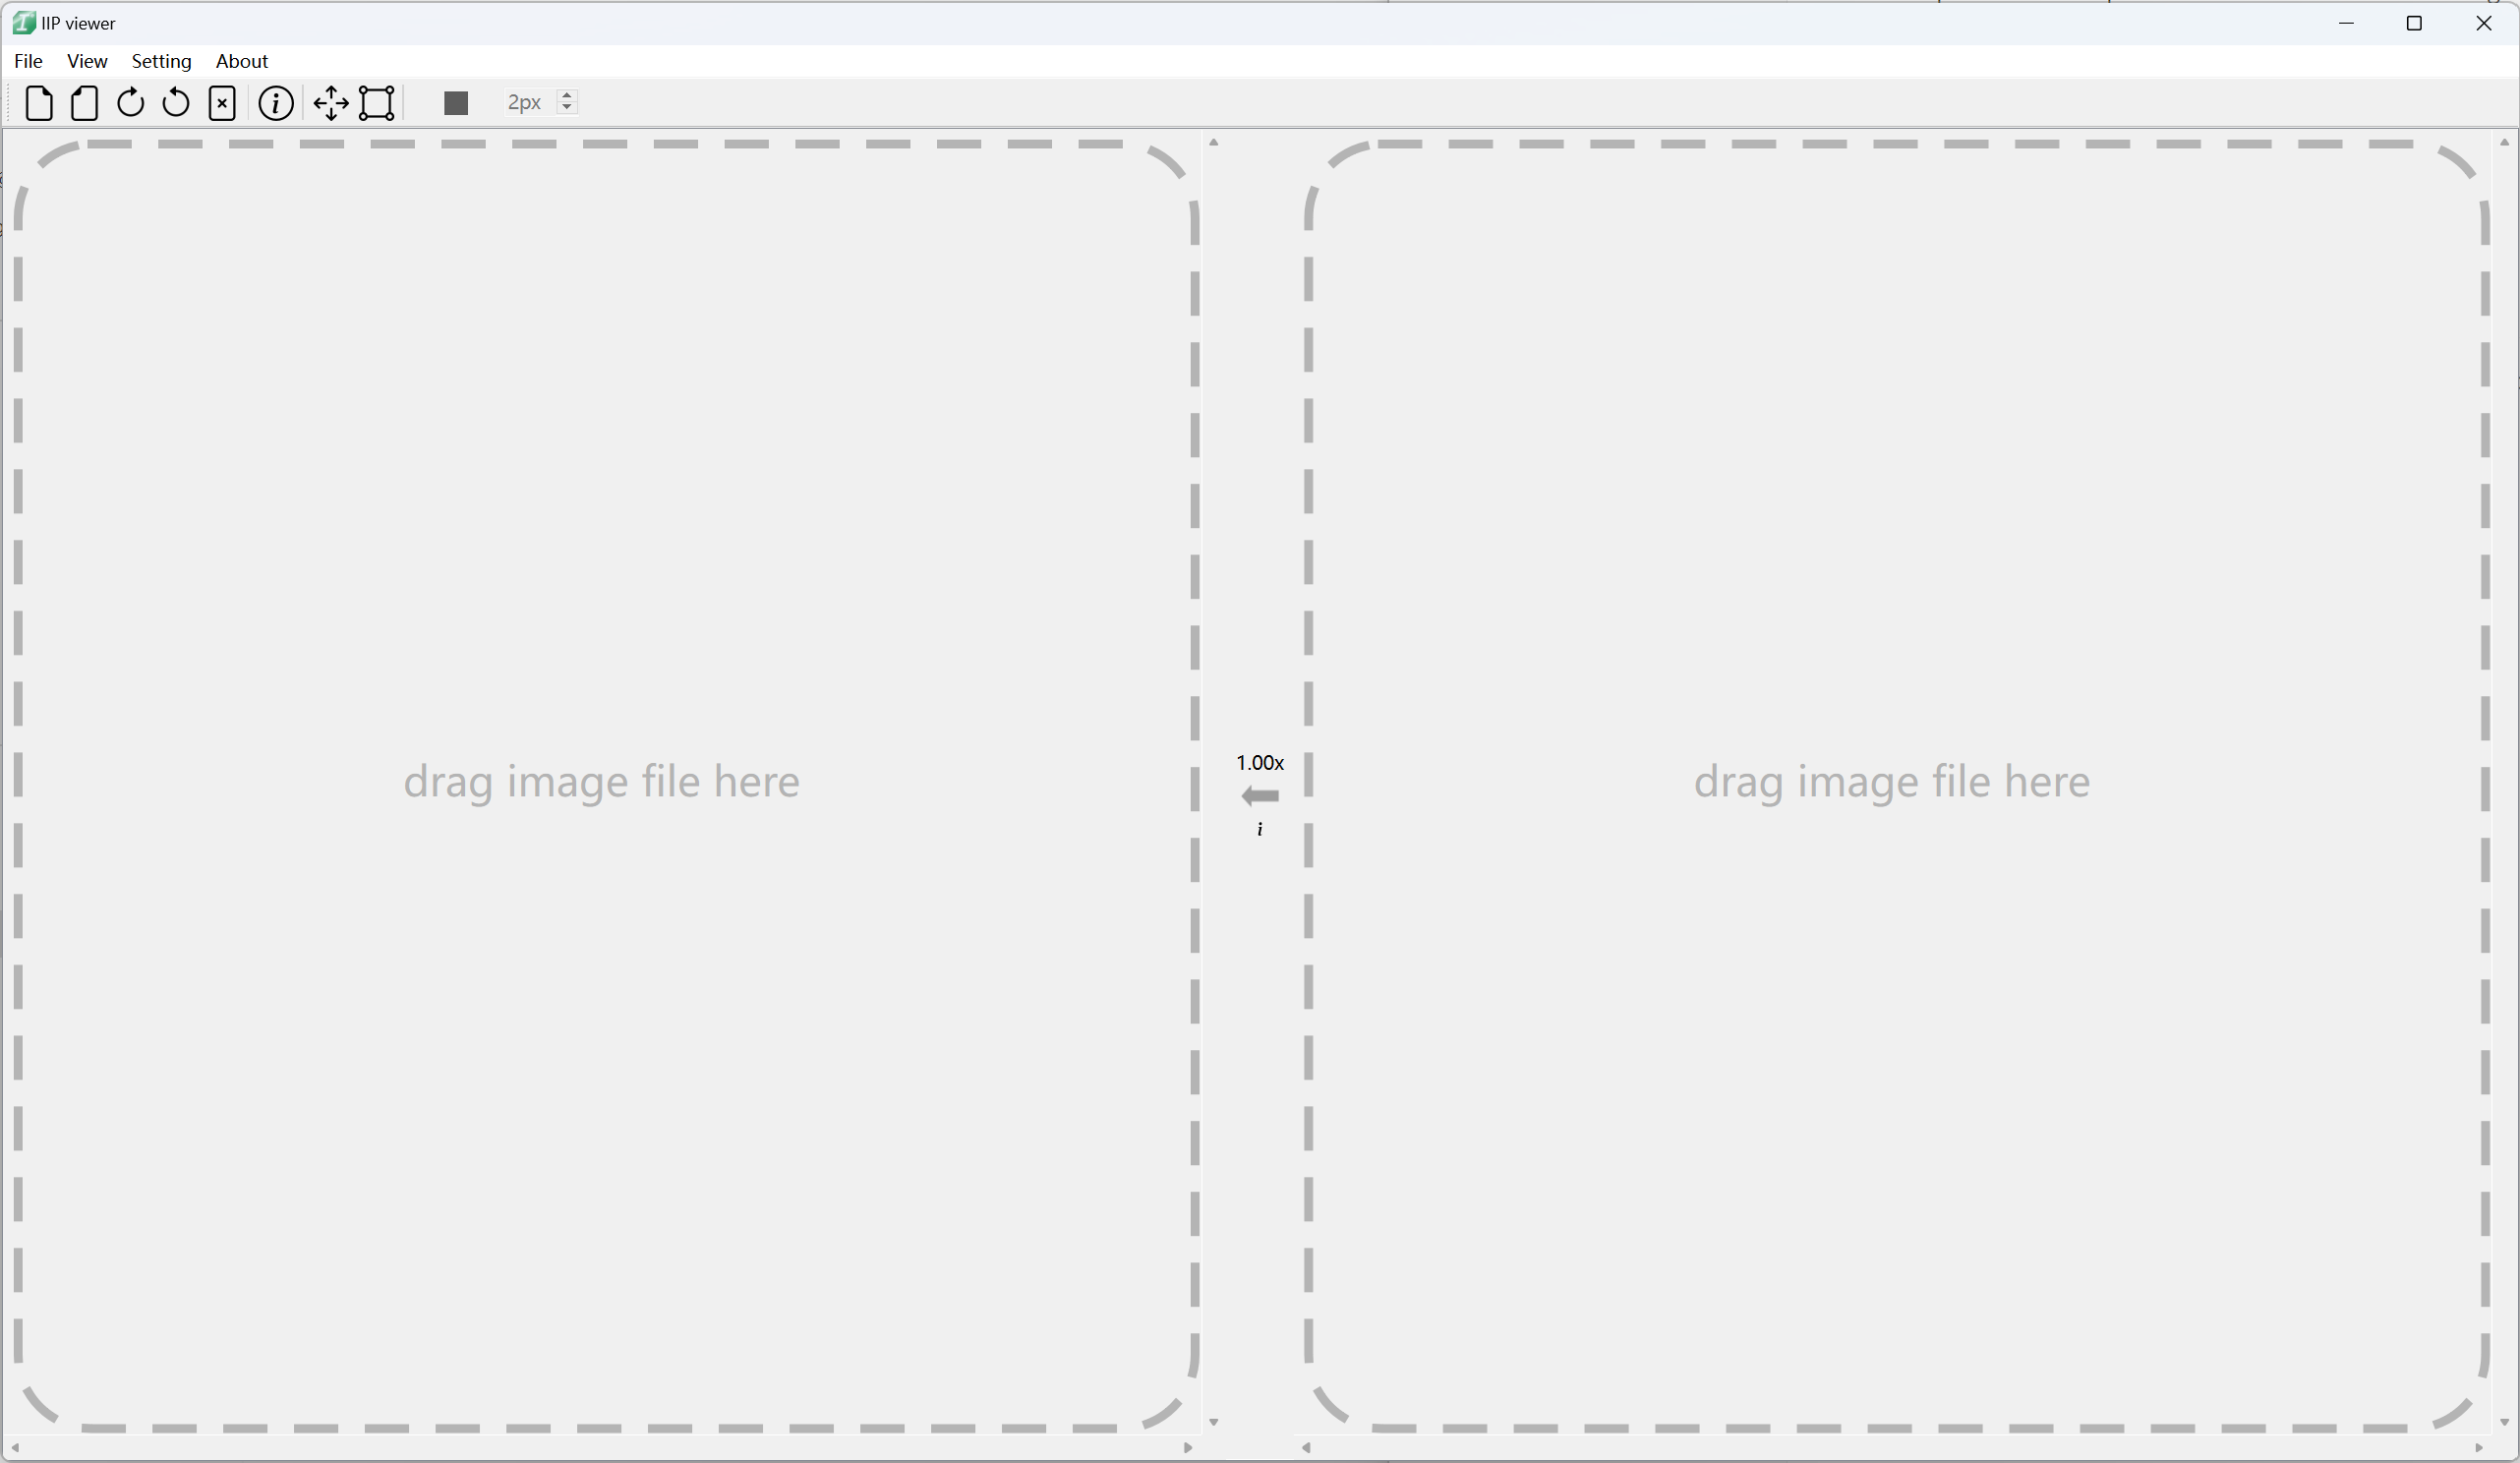 IIP viewer
File View Setting About
2px
drag image file here
1.00x
i
drag image file here